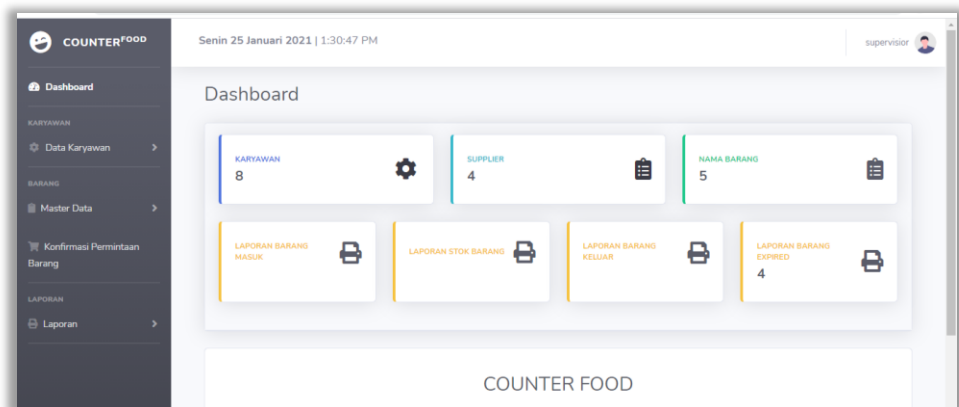 COUNTER FOOD
Senin 25 Januari 2021 | 1:30:47 PM
supervisior
Dashboard
KARYAWAN
Data Karyawan
BARANG
Master Data
Konfirmasi Permintaan
Barang
LAPORAN
Laporan
Dashboard
KARYAWAN
8
SUPPLIER
4
NAMA BARANG
5
LAPORAN BARANG
MASUK
LAPORAN STOK BARANG
LAPORAN BARANG
KELUAR
LAPORAN BARANG
EXPIRED
4
COUNTER FOOD